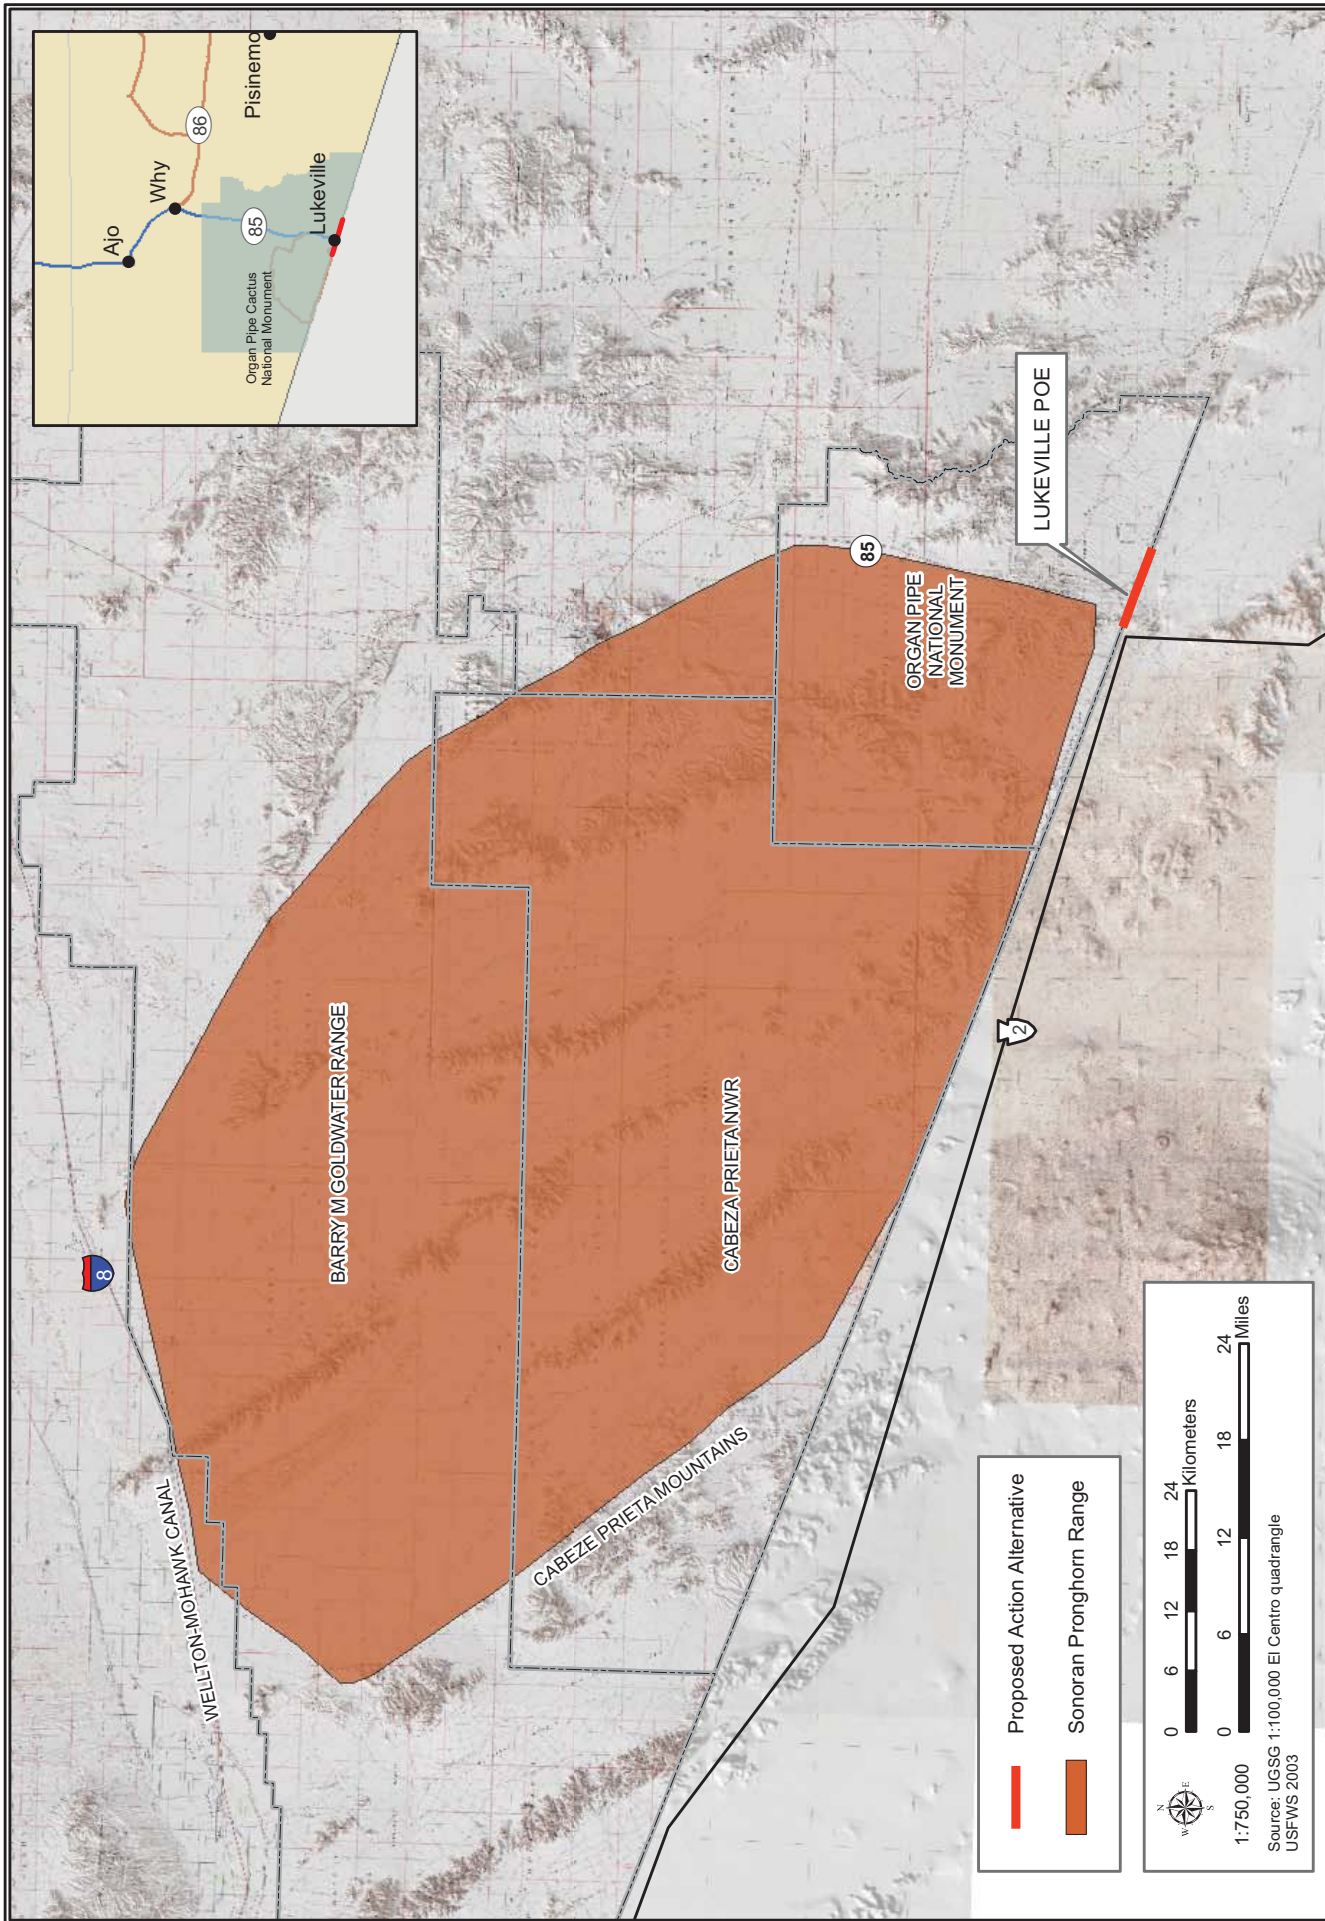 Ajo
Why
86
Pisinemo
85
Organ Pipe Cactus
National Monument
Lukeville
8
WELLTON-MOHAWK CANAL
BARRY M GOLDWATER RANGE
CABEZA PRIETA NWR
CABEZE PRIETA MOUNTAINS
85
ORGAN PIPE
NATIONAL
MONUMENT
LUKEVILLE POE
2
Proposed Action Alternative
Sonoran Pronghorn Range
N
W
E
S
0 6 12 18 24
Kilometers
0 6 12 18 24
Miles
1:750,000
Source: UGSG 1:100,000 El Centro quadrangle
USFWS 2003